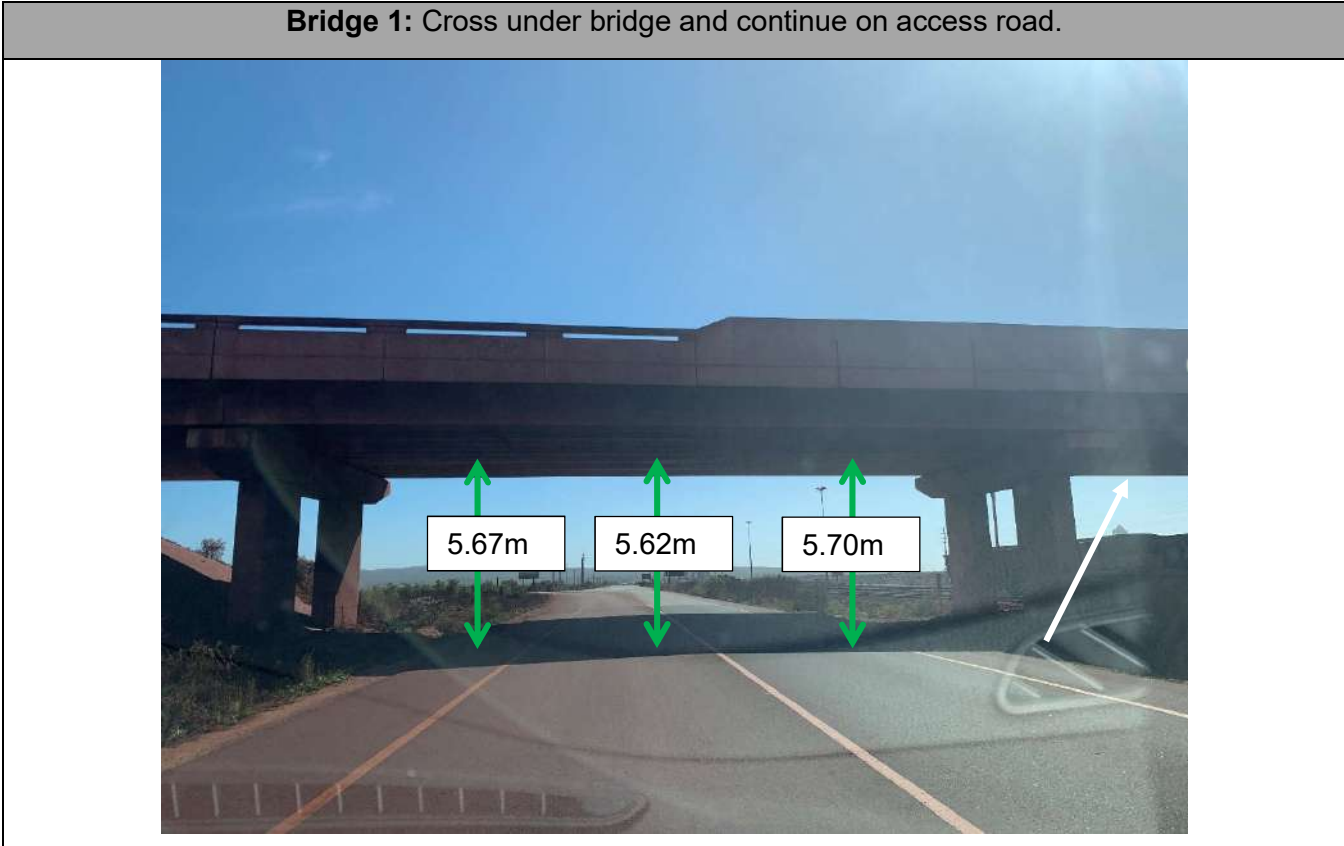 Bridge 1: Cross under bridge and continue on access road.
5.67m
5.62m
5.70m